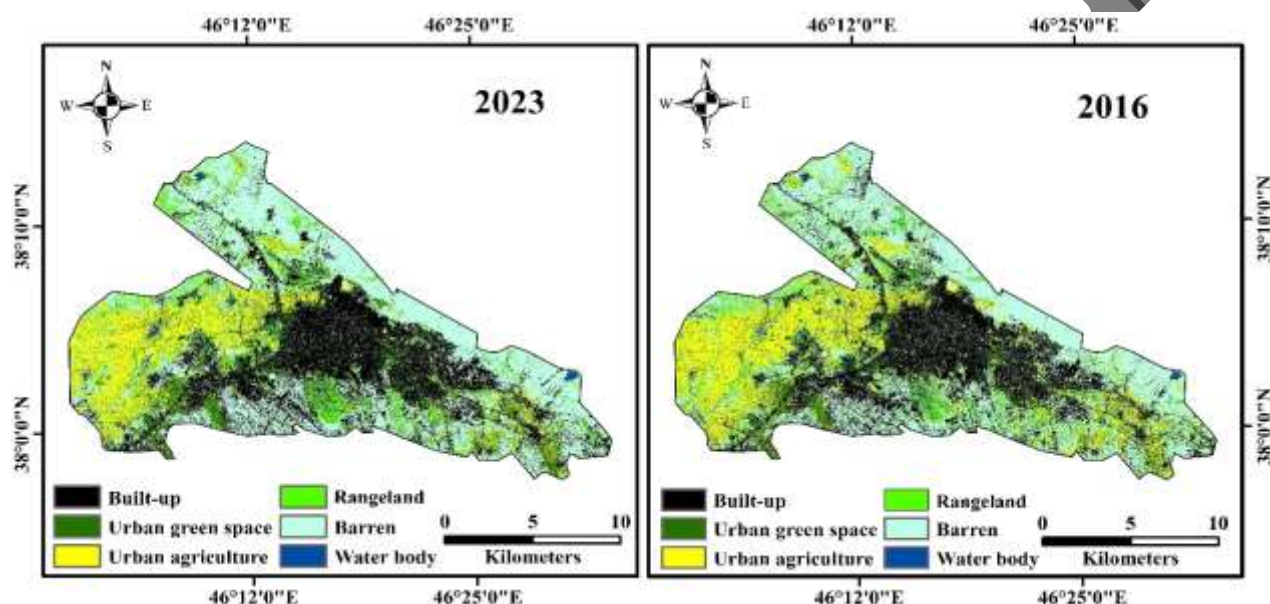 46°12'0"E 46°25'0"E 46°12'0"E 46°25'0"E
N
W E
S
2023
N
W E
S
2016
38°10'0"N
38°10'0"N
38°0'0"N
38°0'0"N
Built-up Rangeland
Urban green space Barren
Urban agriculture Water body
0 5 10
Kilometers
Built-up Rangeland
Urban green space Barren
Urban agriculture Water body
0 5 10
Kilometers
46°12'0"E 46°25'0"E 46°12'0"E 46°25'0"E